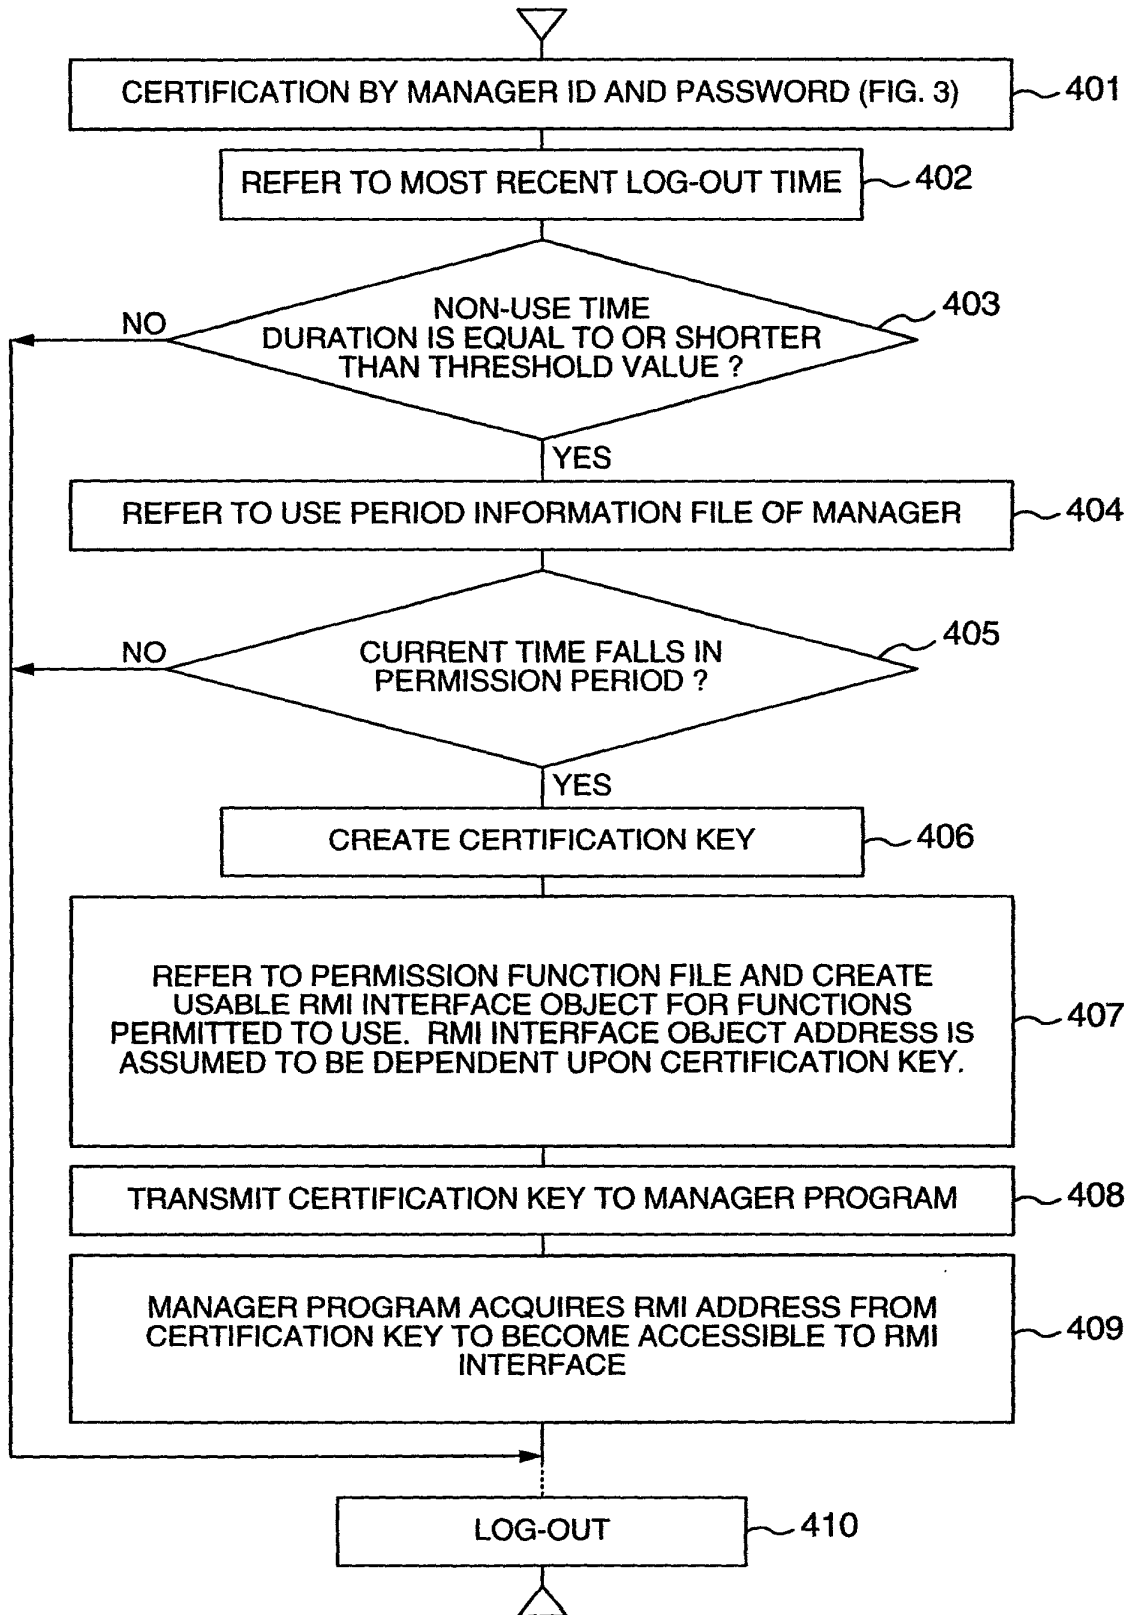 CERTIFICATION BY MANAGER ID AND PASSWORD (FIG. 3)
401
REFER TO MOST RECENT LOG-OUT TIME
402
NON-USE TIME
DURATION IS EQUAL TO OR SHORTER
THAN THRESHOLD VALUE ?
403
NO
YES
REFER TO USE PERIOD INFORMATION FILE OF MANAGER
404
CURRENT TIME FALLS IN
PERMISSION PERIOD ?
405
NO
YES
CREATE CERTIFICATION KEY
406
REFER TO PERMISSION FUNCTION FILE AND CREATE
USABLE RMI INTERFACE OBJECT FOR FUNCTIONS
PERMITTED TO USE. RMI INTERFACE OBJECT ADDRESS IS
ASSUMED TO BE DEPENDENT UPON CERTIFICATION KEY.
407
TRANSMIT CERTIFICATION KEY TO MANAGER PROGRAM
408
MANAGER PROGRAM ACQUIRES RMI ADDRESS FROM
CERTIFICATION KEY TO BECOME ACCESSIBLE TO RMI
INTERFACE
409
LOG-OUT
410